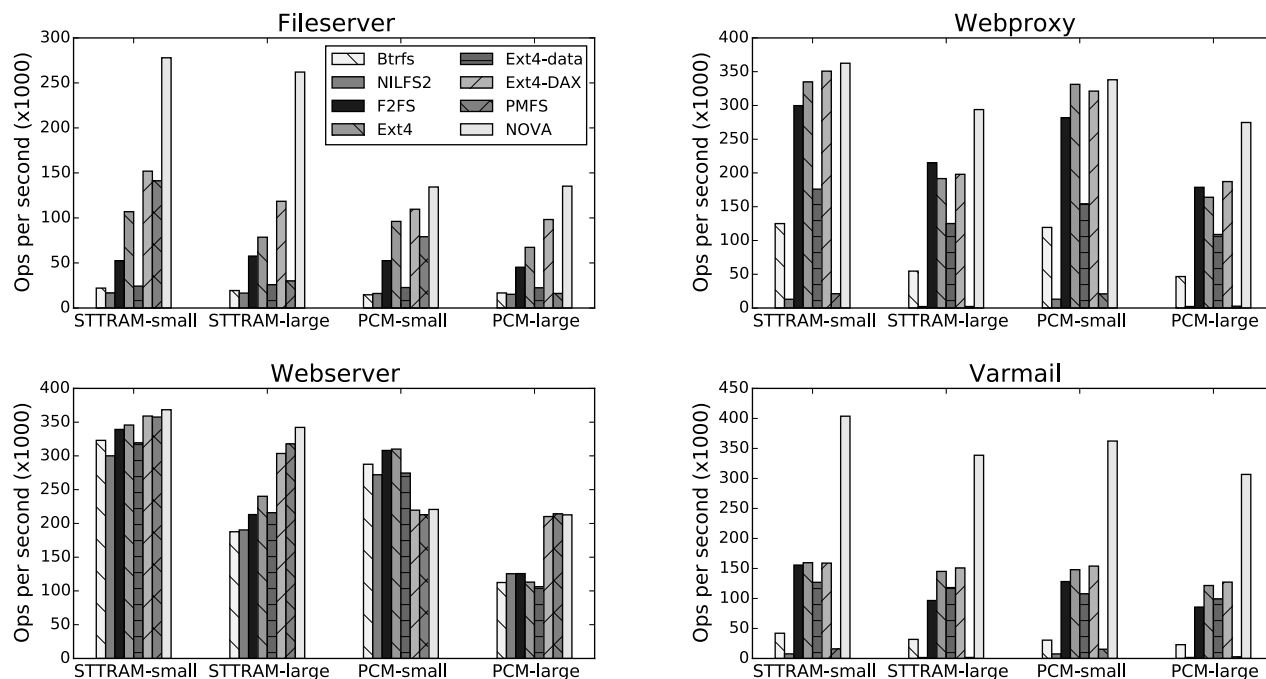 Fileserver
Ops per second (x1000)
300
250
200
150
100
50
0
Btrfs
NILFS2
F2FS
Ext4
Ext4-data
Ext4-DAX
PMFS
NOVA
STTRAM-small STTRAM-large PCM-small PCM-large
Webproxy
Ops per second (x1000)
400
350
300
250
200
150
100
50
0
STTRAM-small STTRAM-large PCM-small PCM-large
Webserver
Ops per second (x1000)
400
350
300
250
200
150
100
50
0
STTRAM-small STTRAM-large PCM-small PCM-large
Varmail
Ops per second (x1000)
450
400
350
300
250
200
150
100
50
0
STTRAM-small STTRAM-large PCM-small PCM-large